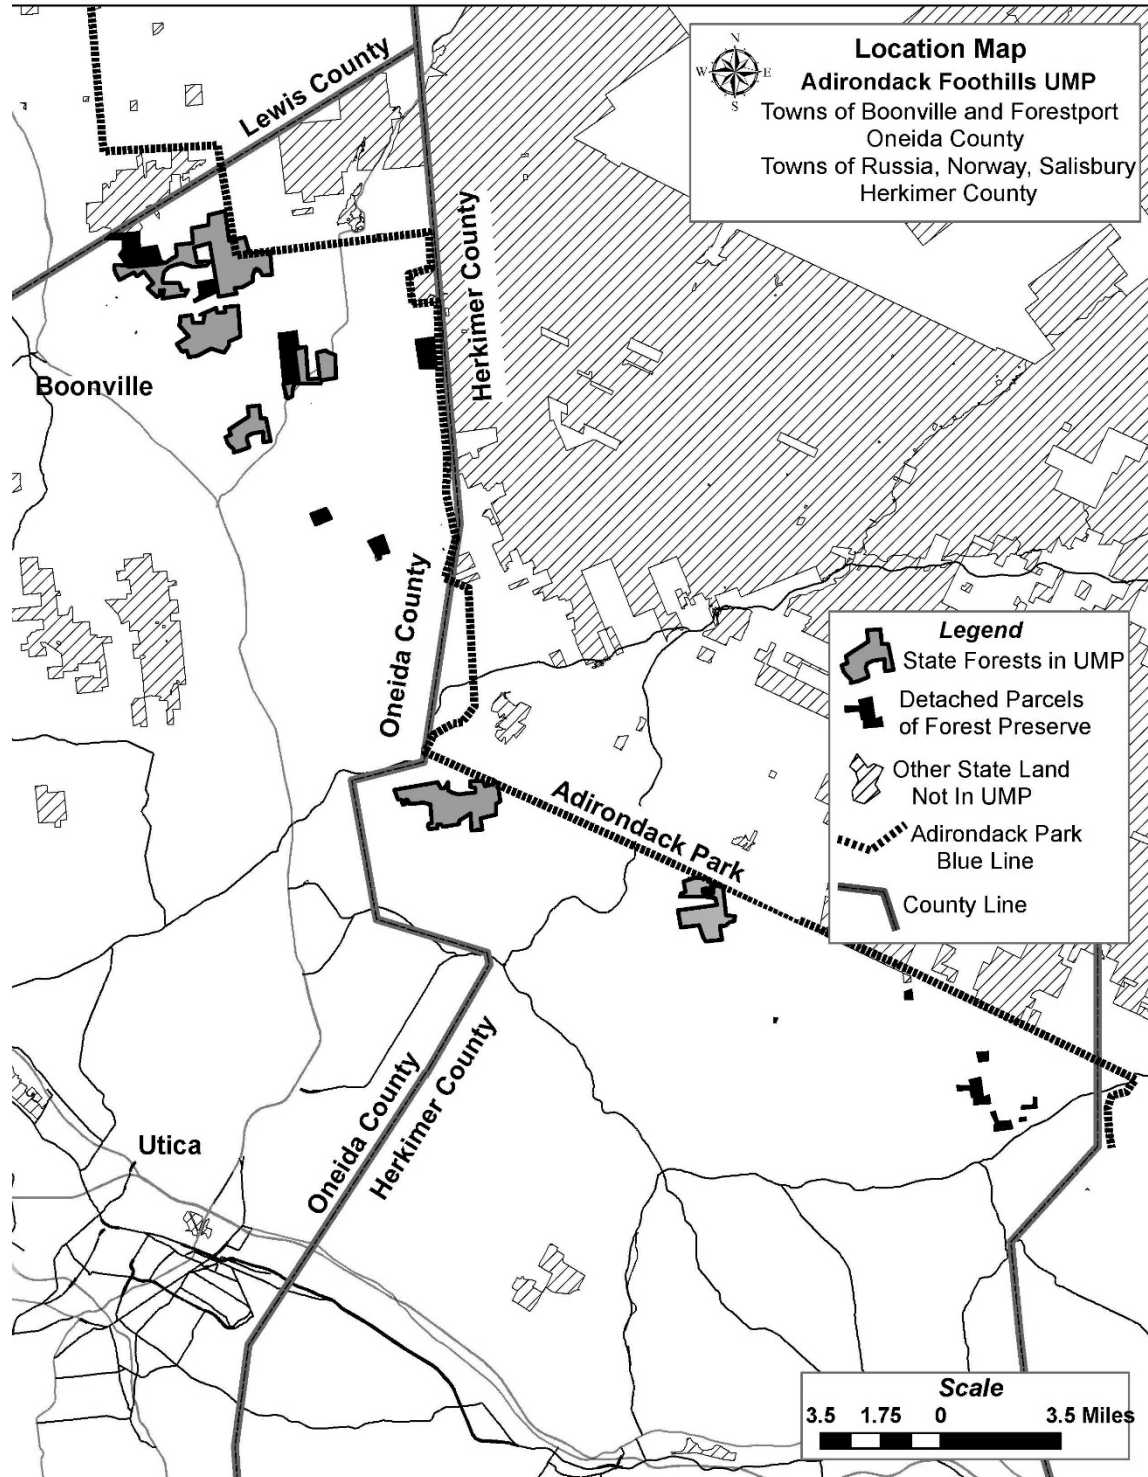 Location Map
Adirondack Foothills UMP
Towns of Boonville and Forestport
Oneida County
Towns of Russia, Norway, Salisbury
Herkimer County
N
W
E
S
Lewis County
Herkimer County
Boonville
Oneida County
Legend
State Forests in UMP
Detached Parcels
of Forest Preserve
Other State Land
Not In UMP
Adirondack Park
Blue Line
County Line
Adirondack Park
Oneida County
Herkimer County
Utica
Scale
3.5 1.75 0 3.5 Miles